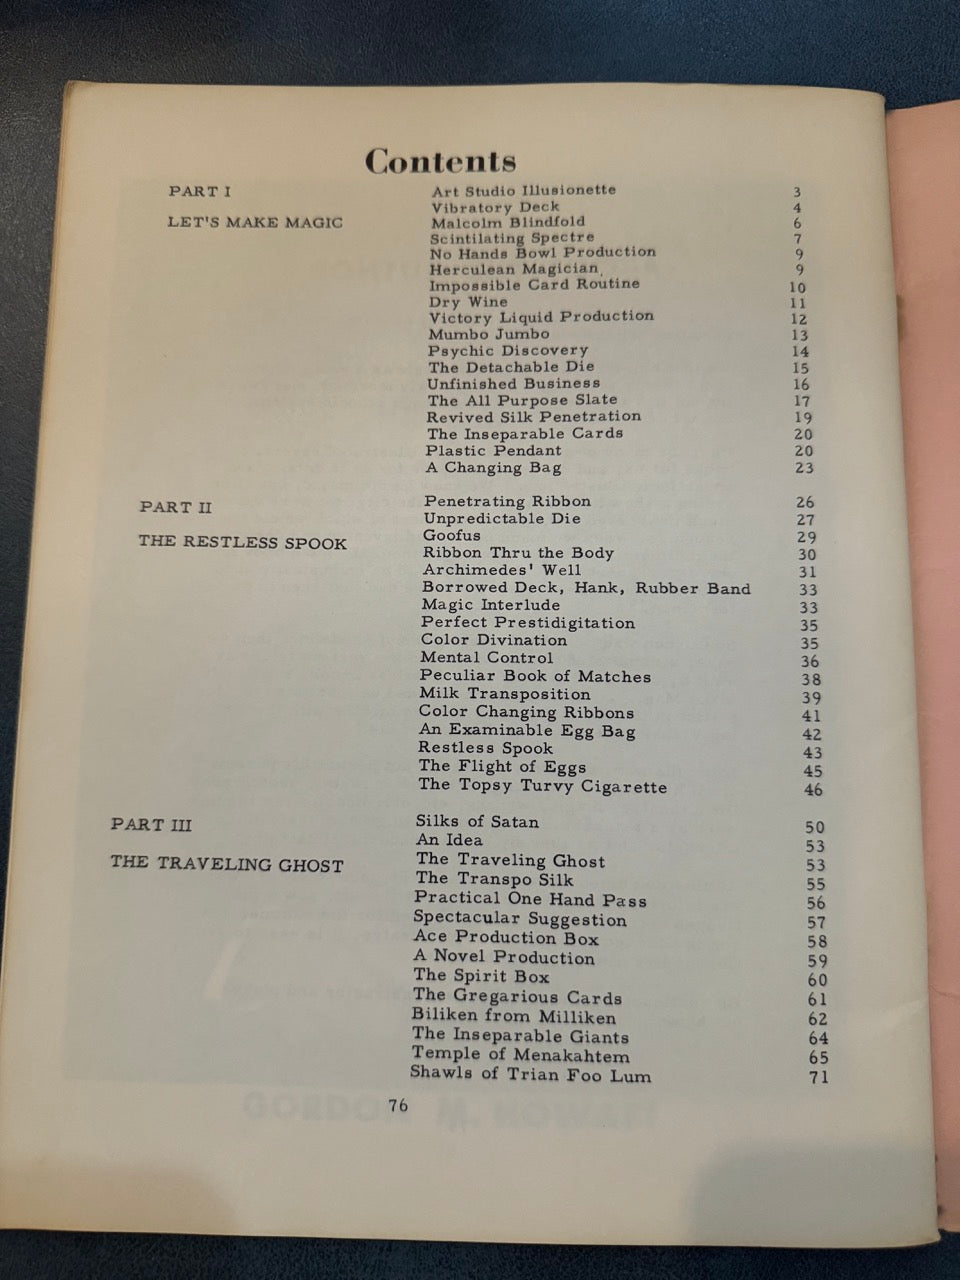 Contents
PART I
LET'S MAKE MAGIC
Art Studio Illusionette 3
Vibratory Deck 4
Malcolm Blindfold 6
Scintilating Spectre 7
No Hands Bowl Production 9
Herculean Magician 9
Impossible Card Routine 10
Dry Wine 11
Victory Liquid Production 12
Mumbo Jumbo 13
Psychic Discovery 14
The Detachable Die 15
Unfinished Business 16
The All Purpose Slate 17
Revived Silk Penetration 19
The Inseparable Cards 20
Plastic Pendant 20
A Changing Bag 23
PART II
THE RESTLESS SPOOK
Penetrating Ribbon 26
Unpredictable Die 27
Goofus 29
Ribbon Thru the Body 30
Archimedes' Well 31
Borrowed Deck, Hank, Rubber Band 33
Magic Interlude 33
Perfect Prestidigitation 35
Color Divination 35
Mental Control 36
Peculiar Book of Matches 38
Milk Transposition 39
Color Changing Ribbons 41
An Examinable Egg Bag 42
Restless Spook 43
The Flight of Eggs 45
The Topsy Turvy Cigarette 46
PART III
THE TRAVELING GHOST
Silks of Satan 50
An Idea 53
The Traveling Ghost 53
The Transpo Silk 55
Practical One Hand Pass 56
Spectacular Suggestion 57
Ace Production Box 58
A Novel Production 59
The Spirit Box 60
The Gregarious Cards 61
Biliken from Milliken 62
The Inseparable Giants 64
Temple of Menakahtem 65
Shawls of Trian Foo Lum 71
76